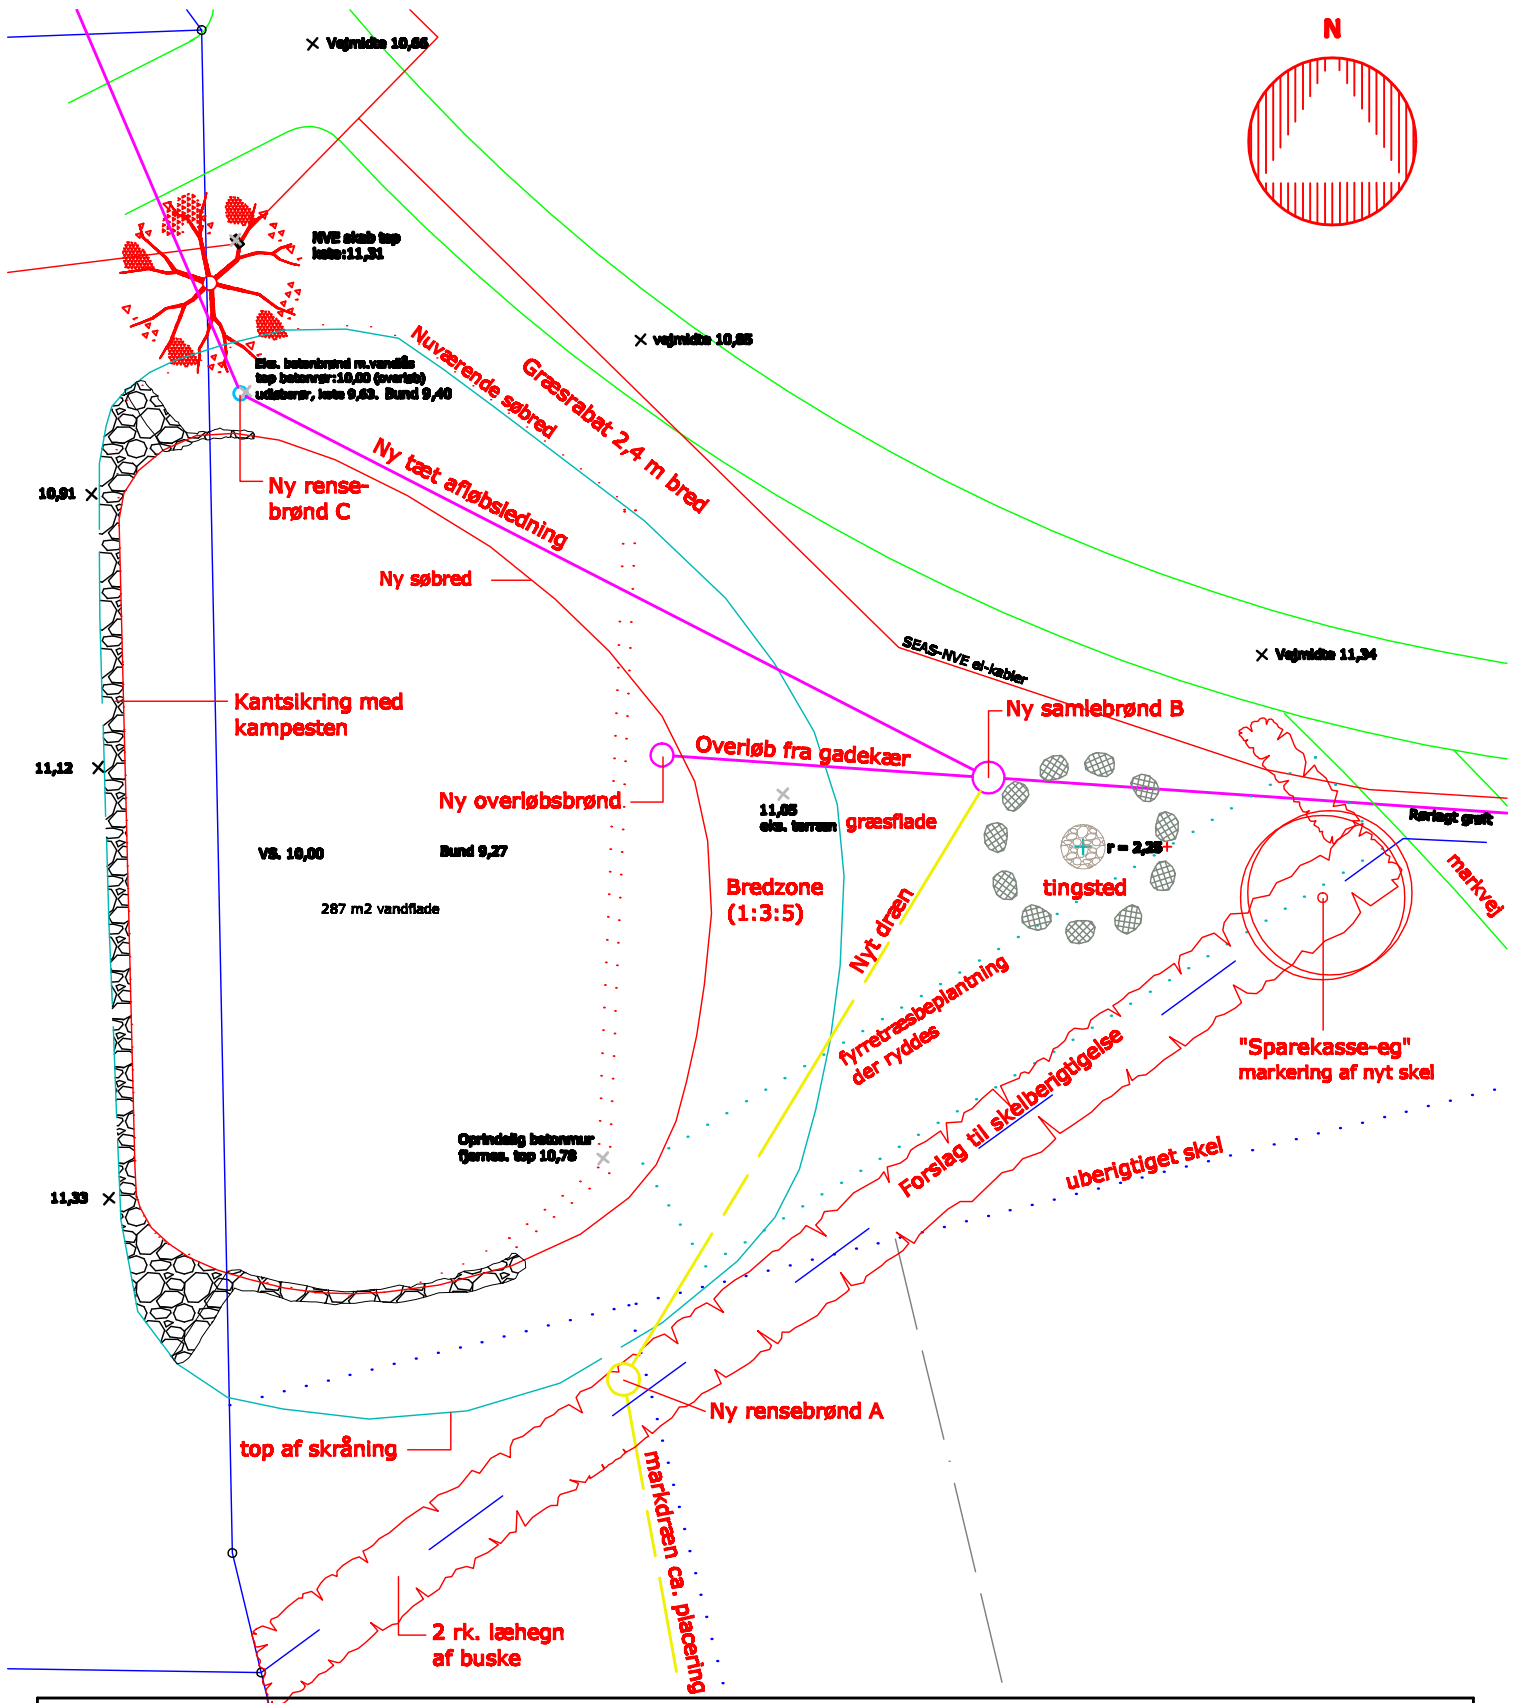 N
Vejmidte 10,66
NVE skab top
kote:11,31
vejmidte 10,85
Nuværende søbred
Græsrabat 2,4 m bred
Eks. betonbrønd m.vandlås
top betonrør:10,00 (overløb)
udløbsrør, kote 9,63. Bund 9,40
Ny tæt afløbsledning
10,91
Ny rense-
brønd C
Ny søbred
SEAS-NVE el-kabler
Vejmidte 11,34
Kantsikring med
kampesten
Ny samlebrønd B
Overløb fra gadekær
11,12
Ny overløbsbrønd
11,05
eks. terræn
græsflade
Rørlagt grøft
VS. 10,00
Bund 9,27
r = 2,25
287 m2 vandflade
Bredzone
(1:3:5)
tingsted
markvej
Nyt dræn
fyrretræsbeplantning
der ryddes
"Sparekasse-eg"
markering af nyt skel
Forslag til skelberigtigelse
Oprindelig betonmur
fjernes. top 10,78
uberigtiget skel
11,33
Ny rensebrønd A
top af skråning
markdræn ca. placering
2 rk. læhegn
af buske